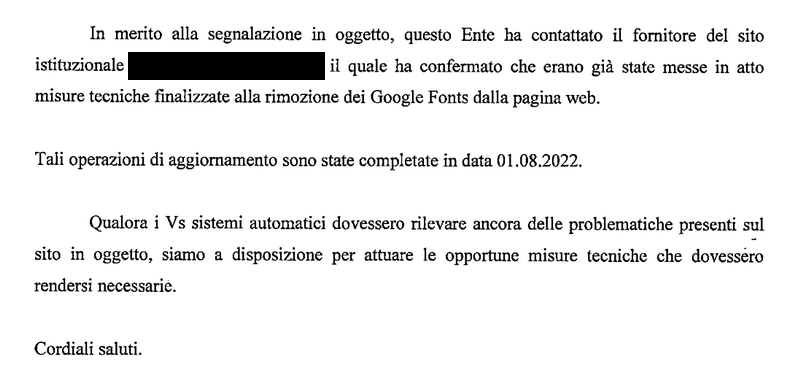 In merito alla segnalazione in oggetto, questo Ente ha contattato il fornitore del sito
istituzionale il quale ha confermato che erano già state messe in atto
misure tecniche finalizzate alla rimozione dei Google Fonts dalla pagina web.
Tali operazioni di aggiornamento sono state completate in data 01.08.2022.
Qualora i Vs sistemi automatici dovessero rilevare ancora delle problematiche presenti sul
sito in oggetto, siamo a disposizione per attuare le opportune misure tecniche che dovessero
rendersi necessarie.
Cordiali saluti.